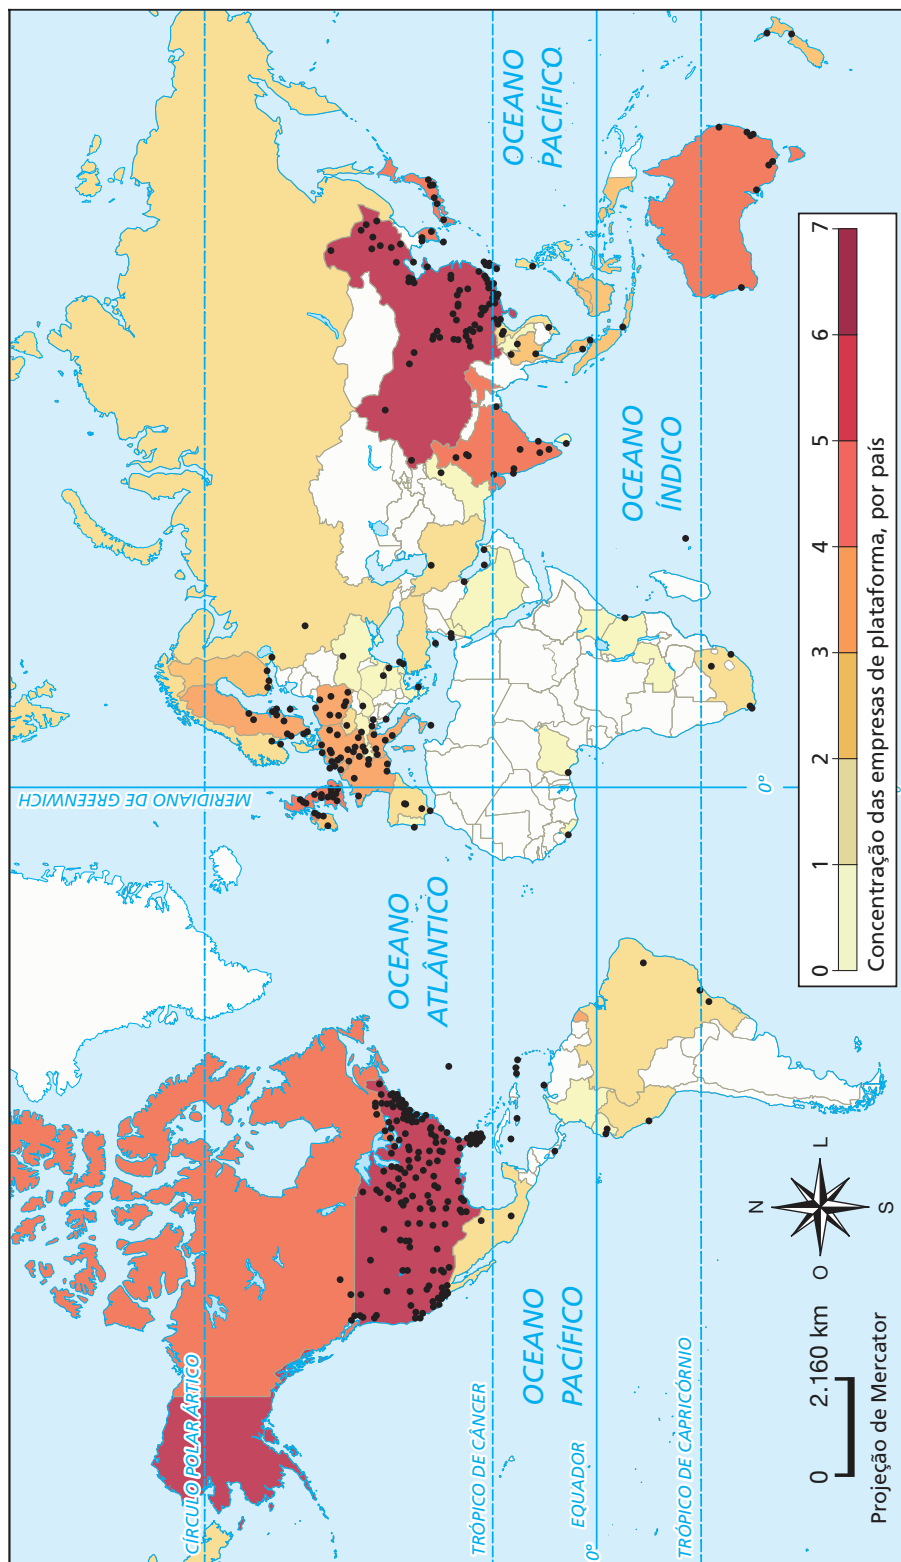 CÍRCULO POLAR ÁRTICO
MERIDIANO DE GREENWICH
OCEANO
ATLÂNTICO
OCEANO
PACÍFICO
TRÓPICO DE CÂNCER
OCEANO
PACÍFICO
EQUADOR
0°
OCEANO
ÍNDICO
TRÓPICO DE CAPRICÓRNIO
0°
N
O
L
S
0
2.160 km
Projeção de Mercator
0
1
2
3
4
5
6
7
Concentração das empresas de plataforma, por país